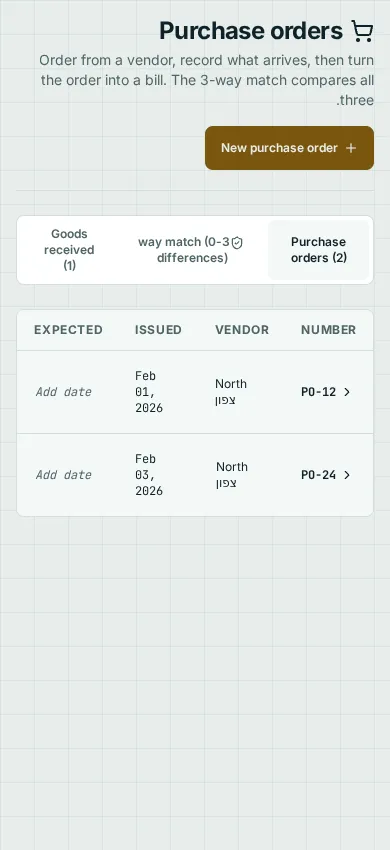 Purchase orders
Order from a vendor, record what arrives, then turn
the order into a bill. The 3-way match compares all
.three
New purchase order
Purchase
orders (2)
way match (0-3
differences)
Goods
received
(1)
NUMBER
VENDOR
ISSUED
EXPECTED
PO-12
North
צפון
Feb
01,
2026
Add date
PO-24
North
צפון
Feb
03,
2026
Add date